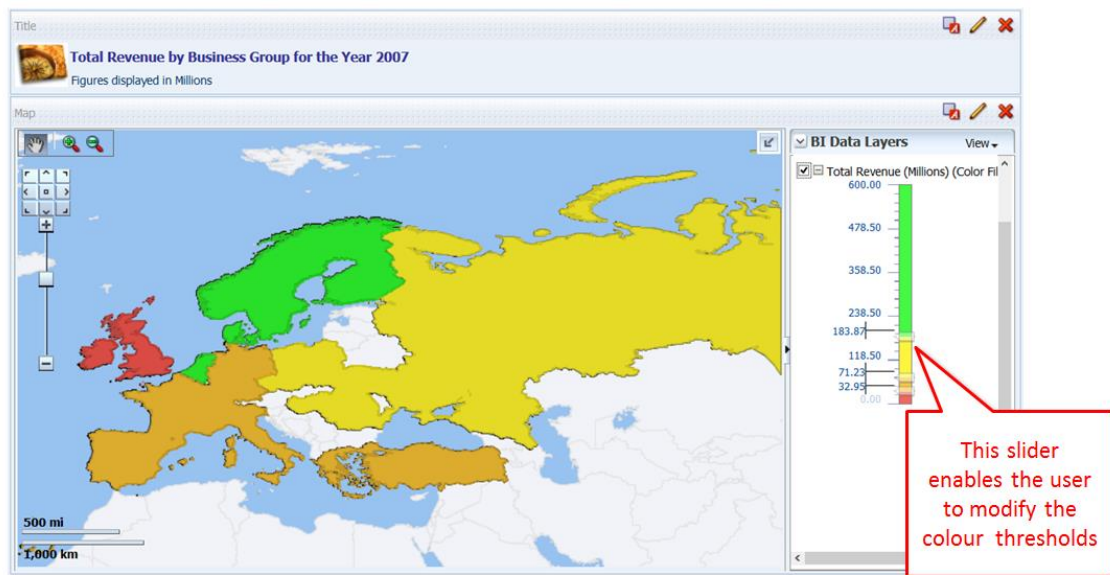 Title
Total Revenue by Business Group for the Year 2007
Figures displayed in Millions
Map
BI Data Layers
View
Total Revenue (Millions) (Color Fil
600.00
478.50
358.50
238.50
183.87
118.50
71.23
32.95
0.00
500 mi
1,000 km
This slider
enables the user
to modify the
colour thresholds